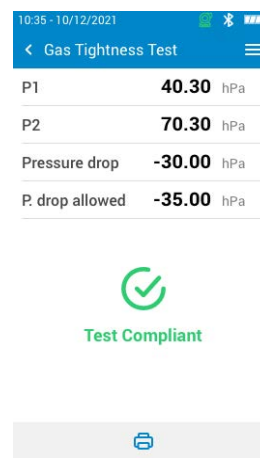 10:35 - 10/12/2021
Gas Tightness Test
P1 40.30 hPa
P2 70.30 hPa
Pressure drop -30.00 hPa
P. drop allowed -35.00 hPa
Test Compliant